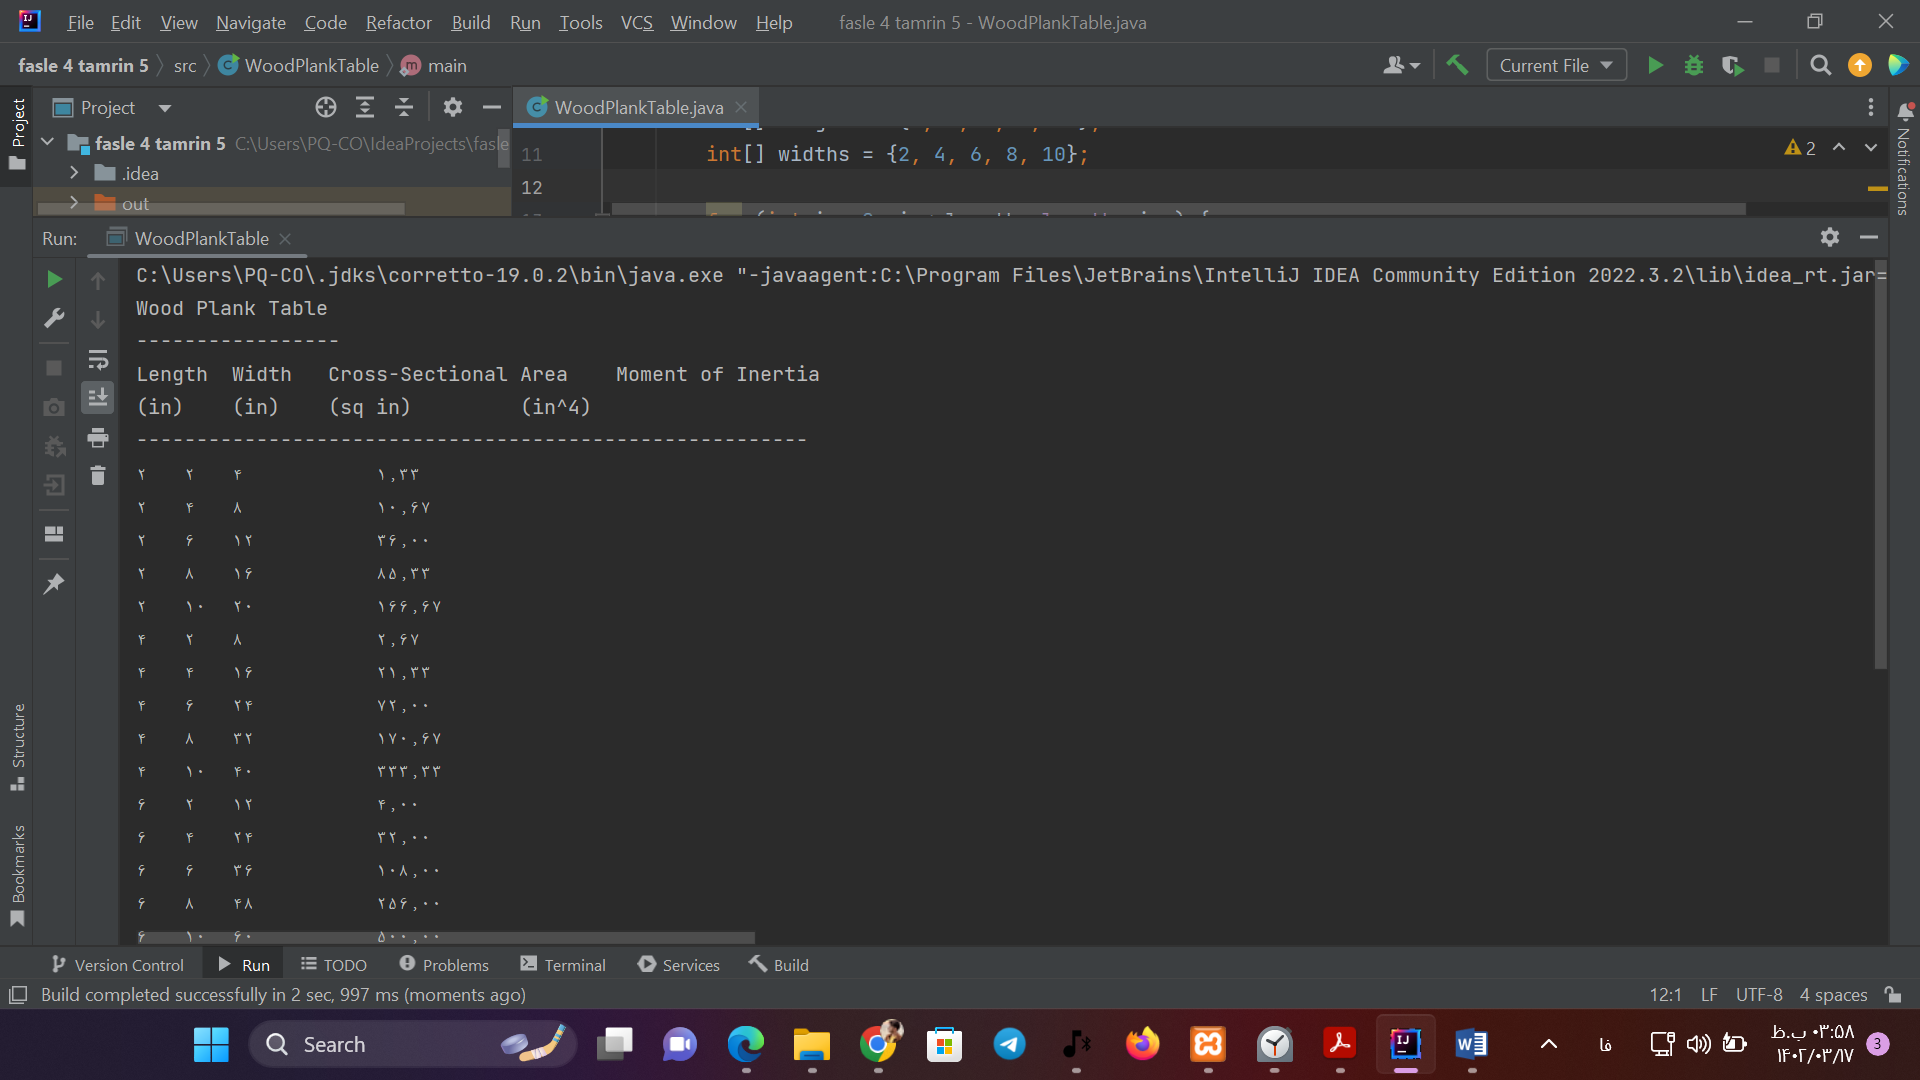 File Edit View Navigate Code Refactor Build Run Tools VCS Window Help fasle 4 tamrin 5 - WoodPlankTable.java
fasle 4 tamrin 5 src WoodPlankTable main Current File
Project
Project
WoodPlankTable.java
fasle 4 tamrin 5 C:\Users\PQ-CO\IdeaProjects\fasle
.idea
out
11 int[] widths = {2, 4, 6, 8, 10};
12
2
Notifications
Run: WoodPlankTable
C:\Users\PQ-CO\.jdks\corretto-19.0.2\bin\java.exe "-javaagent:C:\Program Files\JetBrains\IntelliJ IDEA Community Edition 2022.3.2\lib\idea_rt.jar=
Wood Plank Table
-----------------
Length Width Cross-Sectional Area Moment of Inertia
(in) (in) (sq in) (in^4)
--------------------------------------------------------
۲ ۲ ۴ ۱,۳۳
۲ ۴ ۸ ۱۰,۶۷
۲ ۶ ۱۲ ۳۶,۰۰
۲ ۸ ۱۶ ۸۵,۳۳
۲ ۱۰ ۲۰ ۱۶۶,۶۷
۴ ۲ ۸ ۲,۶۷
۴ ۴ ۱۶ ۲۱,۳۳
۴ ۶ ۲۴ ۷۲,۰۰
۴ ۸ ۳۲ ۱۷۰,۶۷
۴ ۱۰ ۴۰ ۳۳۳,۳۳
۶ ۲ ۱۲ ۴,۰۰
۶ ۴ ۲۴ ۳۲,۰۰
۶ ۶ ۳۶ ۱۰۸,۰۰
۶ ۸ ۴۸ ۲۵۶,۰۰
۶ ۱۰ ۶۰ ۵۰۰,۰۰
Structure
Bookmarks
Version Control Run TODO Problems Terminal Services Build
Build completed successfully in 2 sec, 997 ms (moments ago) 12:1 LF UTF-8 4 spaces
Search
فا
۰۳:۵۸ ب.ظ
۱۴۰۲/۰۳/۱۷
3